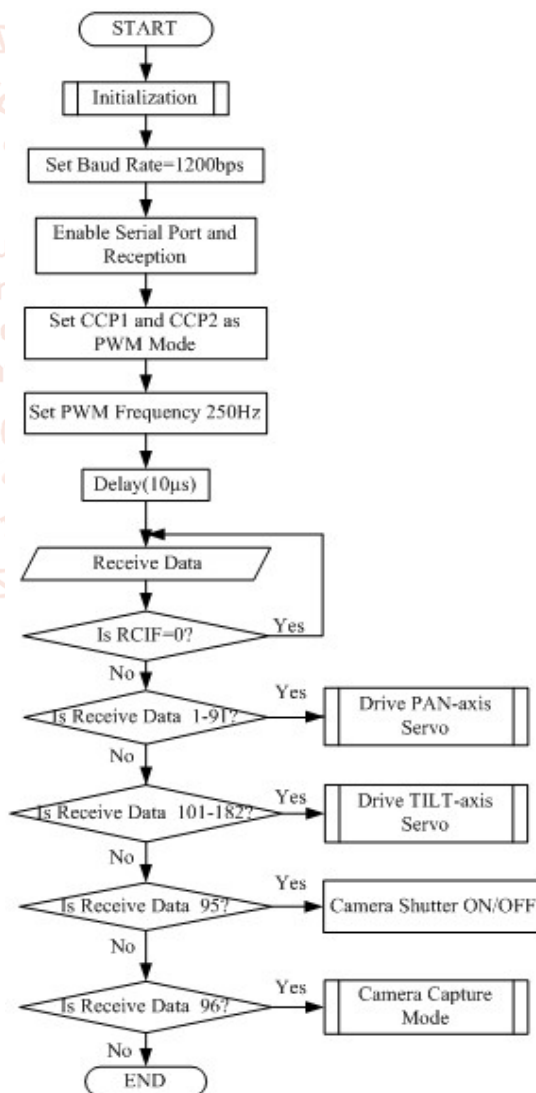 START
Initialization
Set Baud Rate=1200bps
Enable Serial Port and
Reception
Set CCP1 and CCP2 as
PWM Mode
Set PWM Frequency 250Hz
Delay(10μs)
Receive Data
Is RCIF=0?
Yes
No
Is Receive Data 1-91?
Yes
Drive PAN-axis
Servo
No
Is Receive Data 101-182?
Yes
Drive TILT-axis
Servo
No
Is Receive Data 95?
Yes
Camera Shutter ON/OFF
No
Is Receive Data 96?
Yes
Camera Capture
Mode
No
END